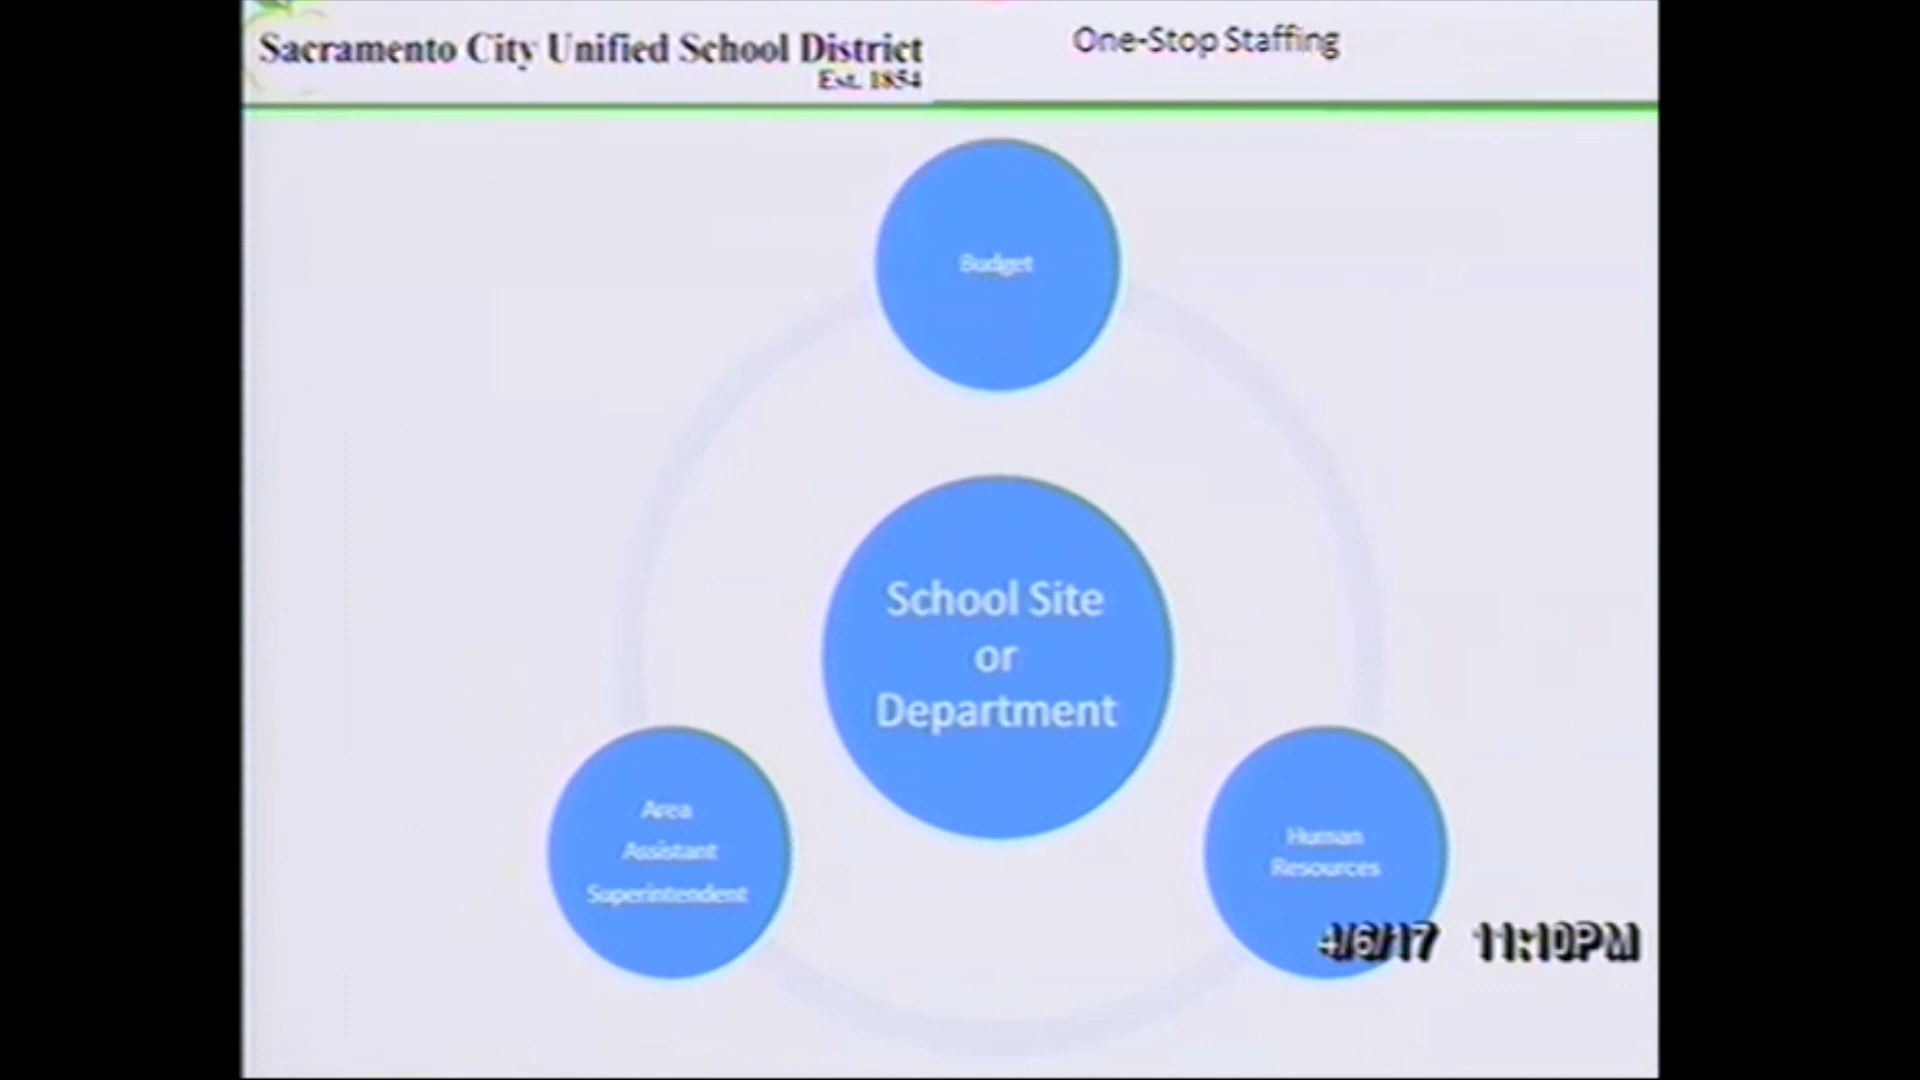 Sacramento City Unified School District
Est. 1854
One-Stop Staffing
Budget
School Site
or
Department
Area
Assistant
Superintendent
Human
Resources
4/6/17 11:10PM